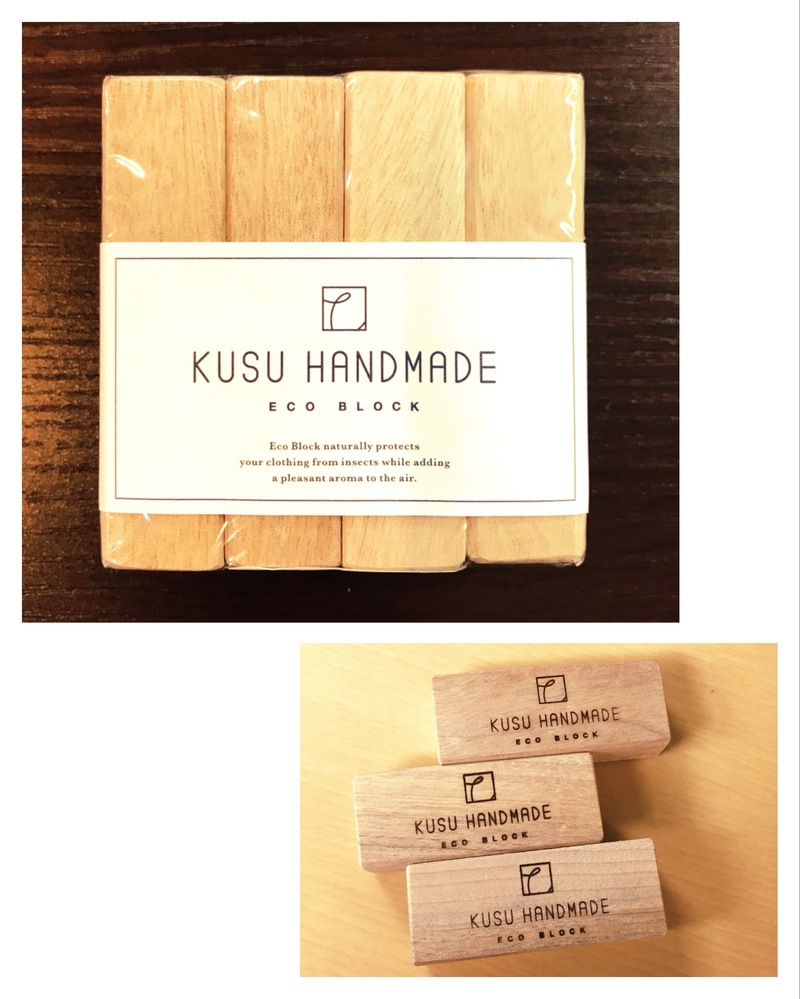 KUSU HANDMADE
ECO BLOCK
Eco Block naturally protects
your clothing from insects while adding
a pleasant aroma to the air.
KUSU HANDMADE
ECO BLOCK
KUSU HANDMADE
ECO BLOCK
KUSU HANDMADE
ECO BLOCK